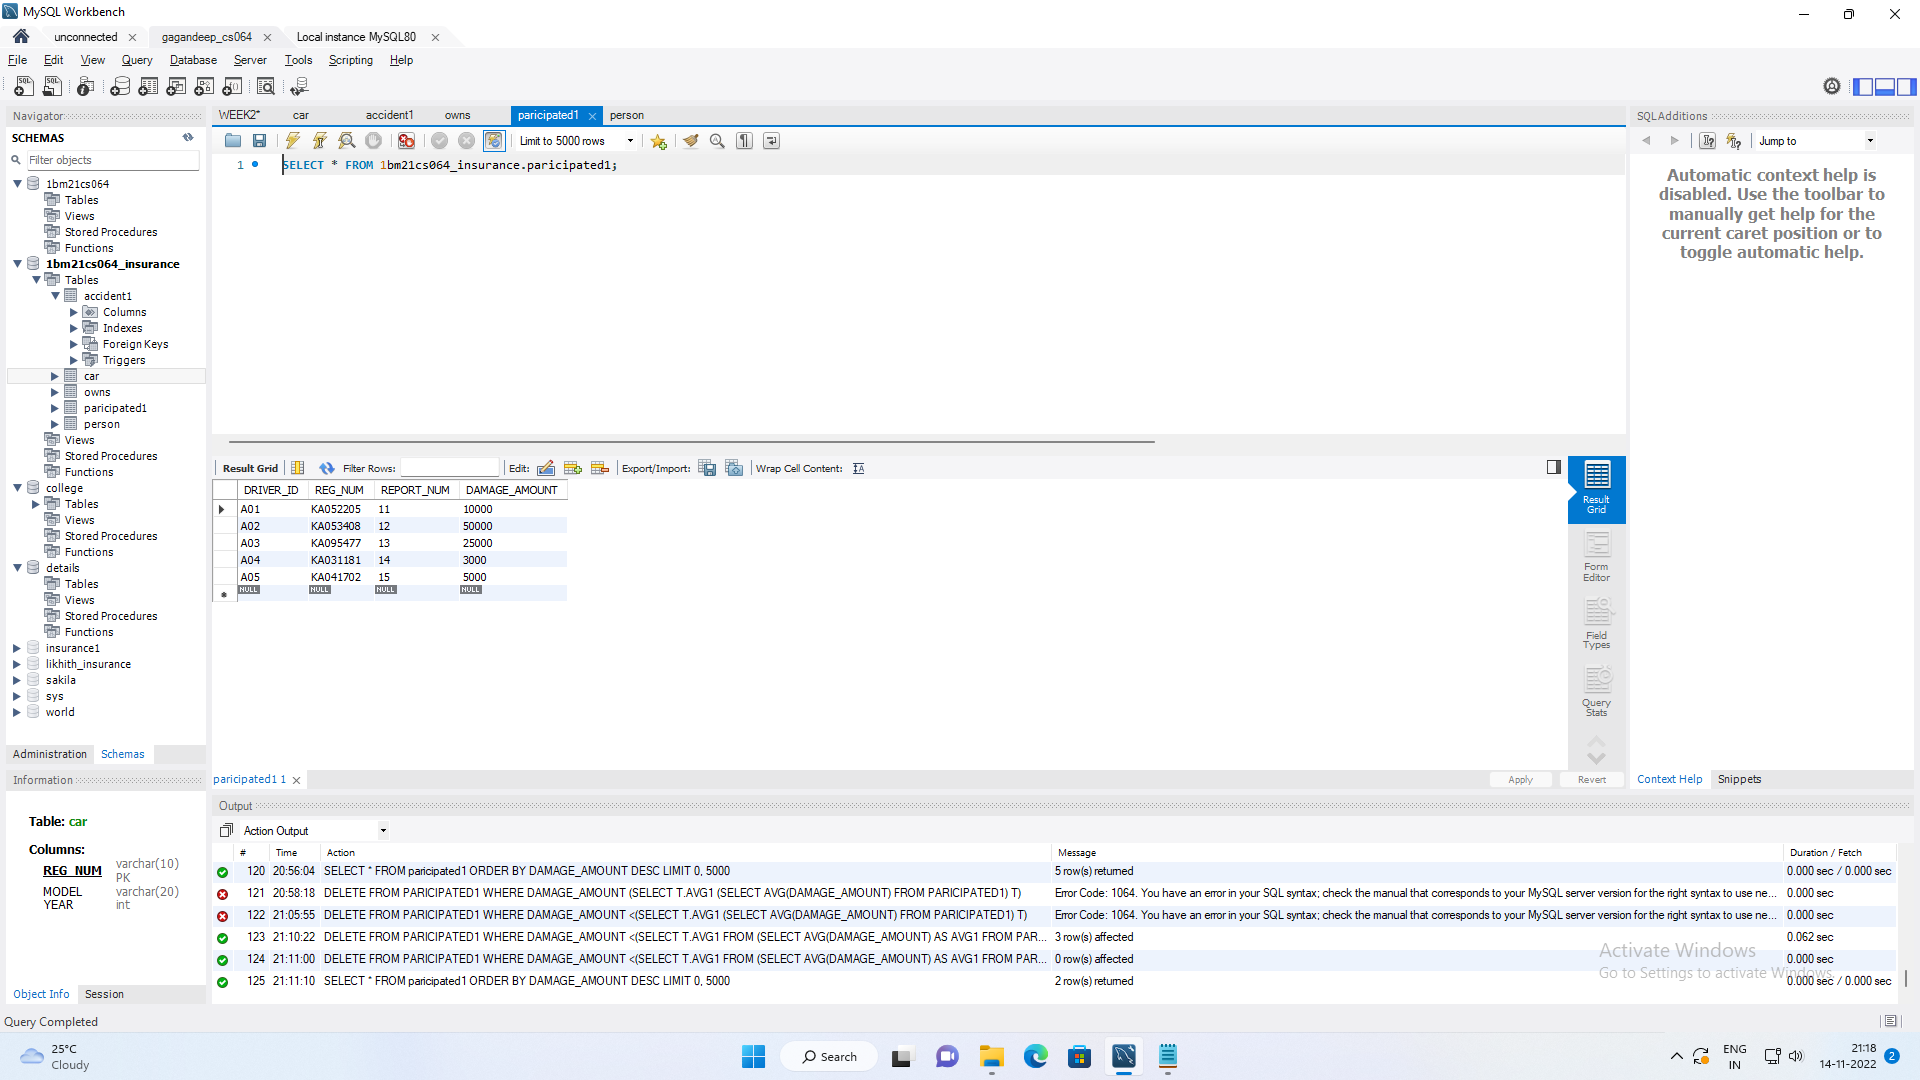 MySQL Workbench
unconnected
gagandeep_cs064
Local instance MySQL80
File Edit View Query Database Server Tools Scripting Help
Navigator
SCHEMAS
Filter objects
1bm21cs064
Tables
Views
Stored Procedures
Functions
1bm21cs064_insurance
Tables
accident1
Columns
Indexes
Foreign Keys
Triggers
car
owns
paricipated1
person
Views
Stored Procedures
Functions
college
Tables
Views
Stored Procedures
Functions
details
Tables
Views
Stored Procedures
Functions
insurance1
likhith_insurance
sakila
sys
world
Administration Schemas
Information
Table: car
Columns:
REG_NUM varchar(10) PK
MODEL varchar(20)
YEAR int
Object Info Session
Query Completed
WEEK2* car accident1 owns paricipated1 person
Limit to 5000 rows
1 SELECT * FROM 1bm21cs064_insurance.paricipated1;
Result Grid Filter Rows: Edit: Export/Import: Wrap Cell Content:
DRIVER_ID REG_NUM REPORT_NUM DAMAGE_AMOUNT
A01 KA052205 11 10000
A02 KA053408 12 50000
A03 KA095477 13 25000
A04 KA031181 14 3000
A05 KA041702 15 5000
NULL NULL NULL NULL
Result Grid
Form Editor
Field Types
Query Stats
paricipated1 1
Apply Revert
SQLAdditions
Jump to
Automatic context help is
disabled. Use the toolbar to
manually get help for the
current caret position or to
toggle automatic help.
Context Help Snippets
Output
Action Output
# Time Action Message Duration / Fetch
120 20:56:04 SELECT * FROM paricipated1 ORDER BY DAMAGE_AMOUNT DESC LIMIT 0, 5000 5 row(s) returned 0.000 sec / 0.000 sec
121 20:58:18 DELETE FROM PARICIPATED1 WHERE DAMAGE_AMOUNT (SELECT T.AVG1 (SELECT AVG(DAMAGE_AMOUNT) FROM PARICIPATED1) T) Error Code: 1064. You have an error in your SQL syntax; check the manual that corresponds to your MySQL server version for the right syntax to use ne... 0.000 sec
122 21:05:55 DELETE FROM PARICIPATED1 WHERE DAMAGE_AMOUNT <(SELECT T.AVG1 (SELECT AVG(DAMAGE_AMOUNT) FROM PARICIPATED1) T) Error Code: 1064. You have an error in your SQL syntax; check the manual that corresponds to your MySQL server version for the right syntax to use ne... 0.000 sec
123 21:10:22 DELETE FROM PARICIPATED1 WHERE DAMAGE_AMOUNT <(SELECT T.AVG1 FROM (SELECT AVG(DAMAGE_AMOUNT) AS AVG1 FROM PAR... 3 row(s) affected 0.062 sec
124 21:11:00 DELETE FROM PARICIPATED1 WHERE DAMAGE_AMOUNT <(SELECT T.AVG1 FROM (SELECT AVG(DAMAGE_AMOUNT) AS AVG1 FROM PAR... 0 row(s) affected 0.000 sec
125 21:11:10 SELECT * FROM paricipated1 ORDER BY DAMAGE_AMOUNT DESC LIMIT 0, 5000 2 row(s) returned 0.000 sec / 0.000 sec
Activate Windows
Go to Settings to activate Windows.
25°C
Cloudy
Search
ENG
IN
21:18
14-11-2022
2